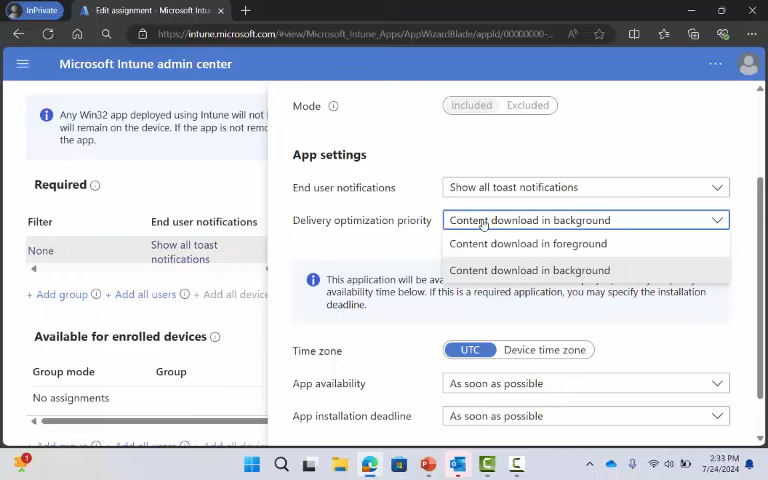 InPrivate
Edit assignment - Microsoft Intu
https://intune.microsoft.com/#view/Microsoft_Intune_Apps/AppWizardBlade/appId/00000000-...
Microsoft Intune admin center
Any Win32 app deployed using Intune will not
will remain on the device. If the app is not remo
the app.
Required
Filter
End user notifications
None
Show all toast
notifications
+ Add group
+ Add all users
+ Add all device
Available for enrolled devices
Group mode
Group
No assignments
Mode
Included
Excluded
App settings
End user notifications
Show all toast notifications
Delivery optimization priority
Content download in background
Content download in foreground
Content download in background
This application will be ava
availability time below. If this is a required application, you may specify the installation
deadline.
Time zone
UTC
Device time zone
App availability
As soon as possible
App installation deadline
As soon as possible
1
2:33 PM
7/24/2024